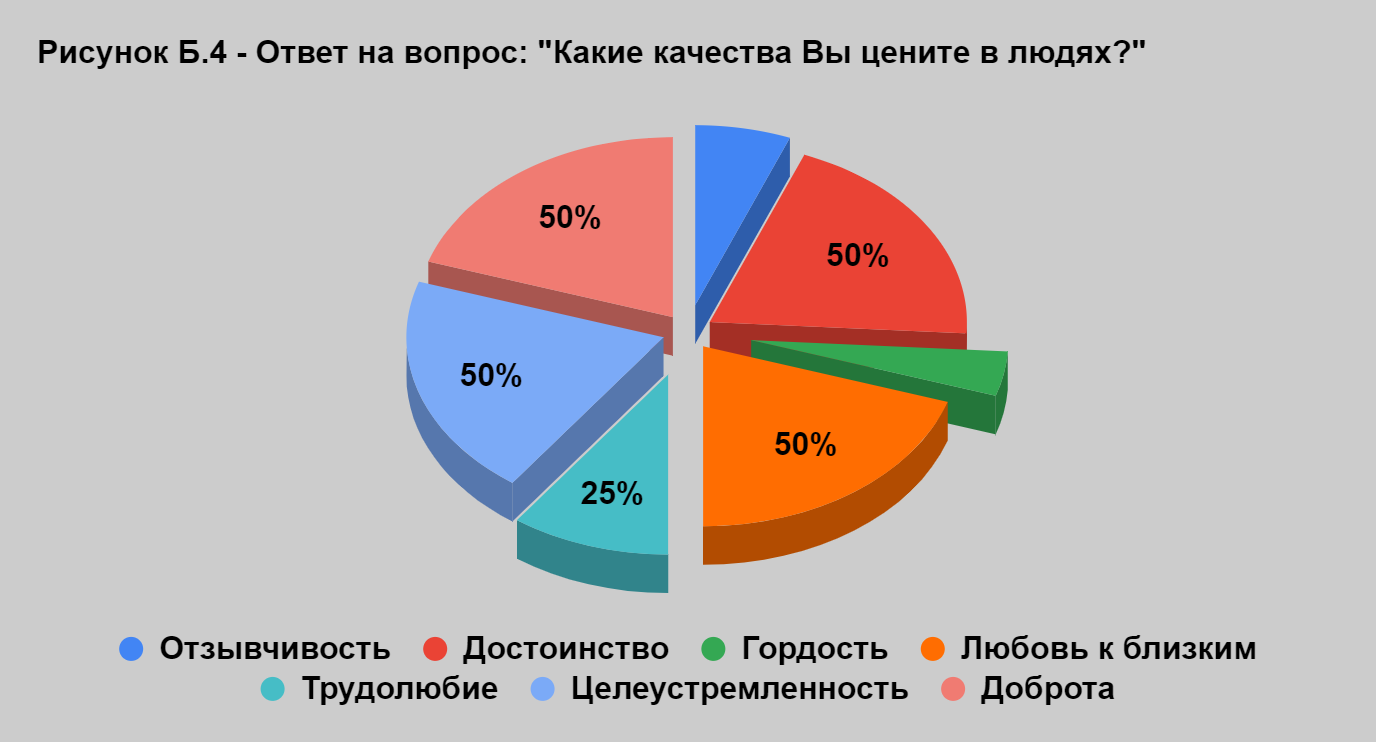 Рисунок Б.4 - Ответ на вопрос: "Какие качества Вы цените в людях?"
50%
50%
50%
50%
25%
Отзывчивость Достоинство Гордость Любовь к близким
Трудолюбие Целеустремленность Доброта